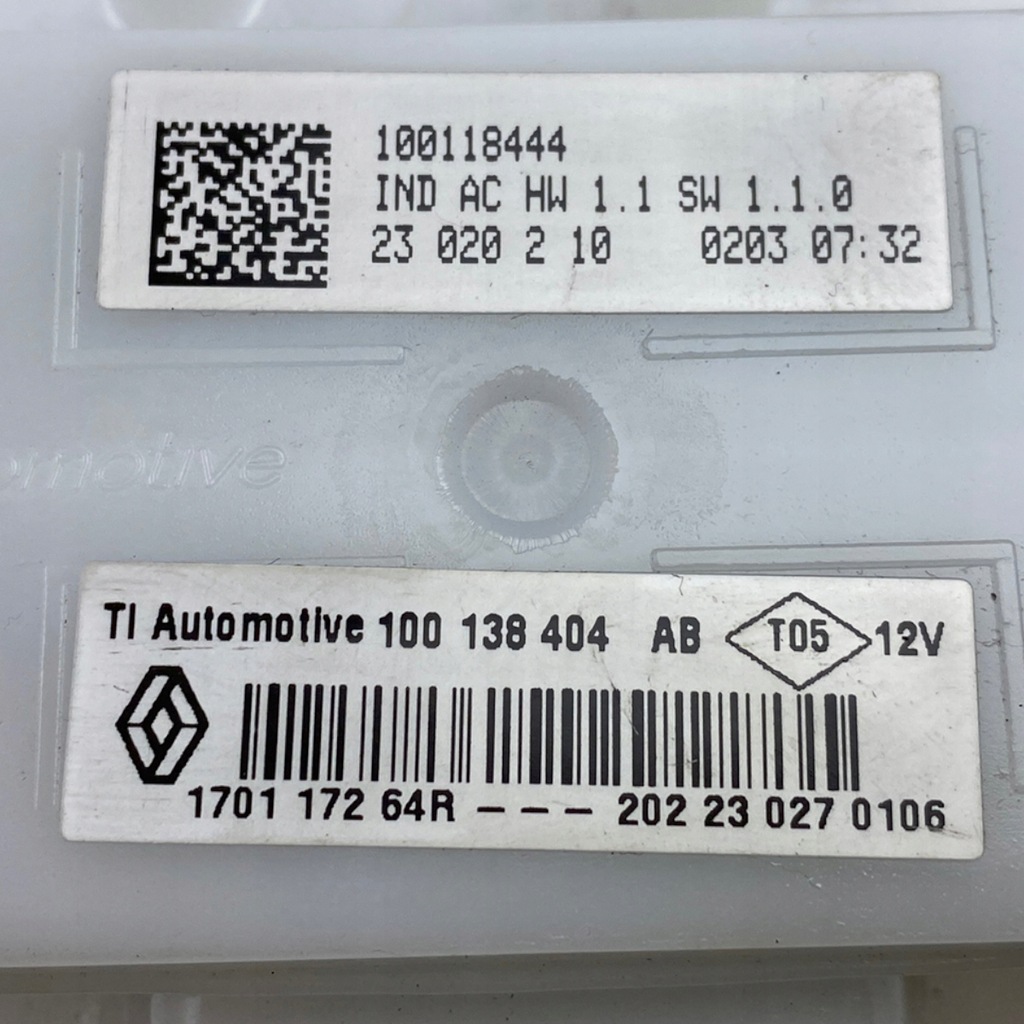 100118444
IND AC HW 1.1 SW 1.1.0
23 020 2 10 0203 07:32
TI Automotive 100 138 404 AB T05 12V
1701 172 64R - - - 202 23 027 0106